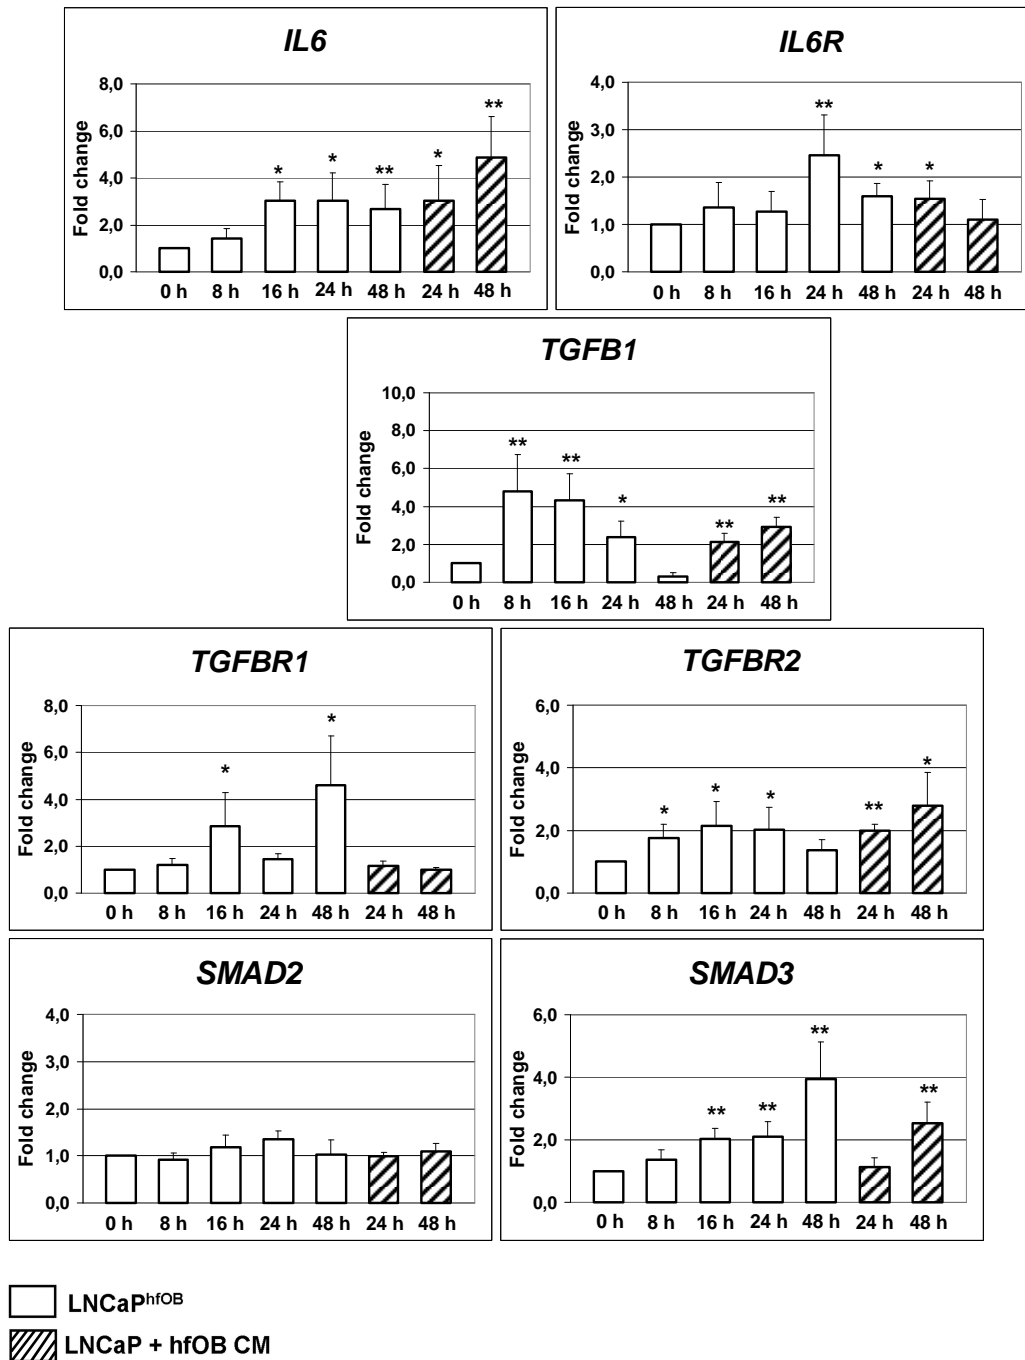 IL6
Fold change
8,0
6,0
4,0
2,0
0,0
*
*
**
*
**
0 h 8 h 16 h 24 h 48 h 24 h 48 h
IL6R
Fold change
4,0
3,0
2,0
1,0
0,0
**
*
*
0 h 8 h 16 h 24 h 48 h 24 h 48 h
TGFB1
Fold change
10,0
8,0
6,0
4,0
2,0
0,0
**
**
*
**
**
0 h 8 h 16 h 24 h 48 h 24 h 48 h
TGFBR1
Fold change
8,0
6,0
4,0
2,0
0,0
*
*
0 h 8 h 16 h 24 h 48 h 24 h 48 h
TGFBR2
Fold change
6,0
4,0
2,0
0,0
*
*
*
**
*
0 h 8 h 16 h 24 h 48 h 24 h 48 h
SMAD2
Fold change
4,0
3,0
2,0
1,0
0,0
0 h 8 h 16 h 24 h 48 h 24 h 48 h
SMAD3
Fold change
6,0
4,0
2,0
0,0
**
**
**
**
0 h 8 h 16 h 24 h 48 h 24 h 48 h
LNCaPhfOB
LNCaP + hfOB CM